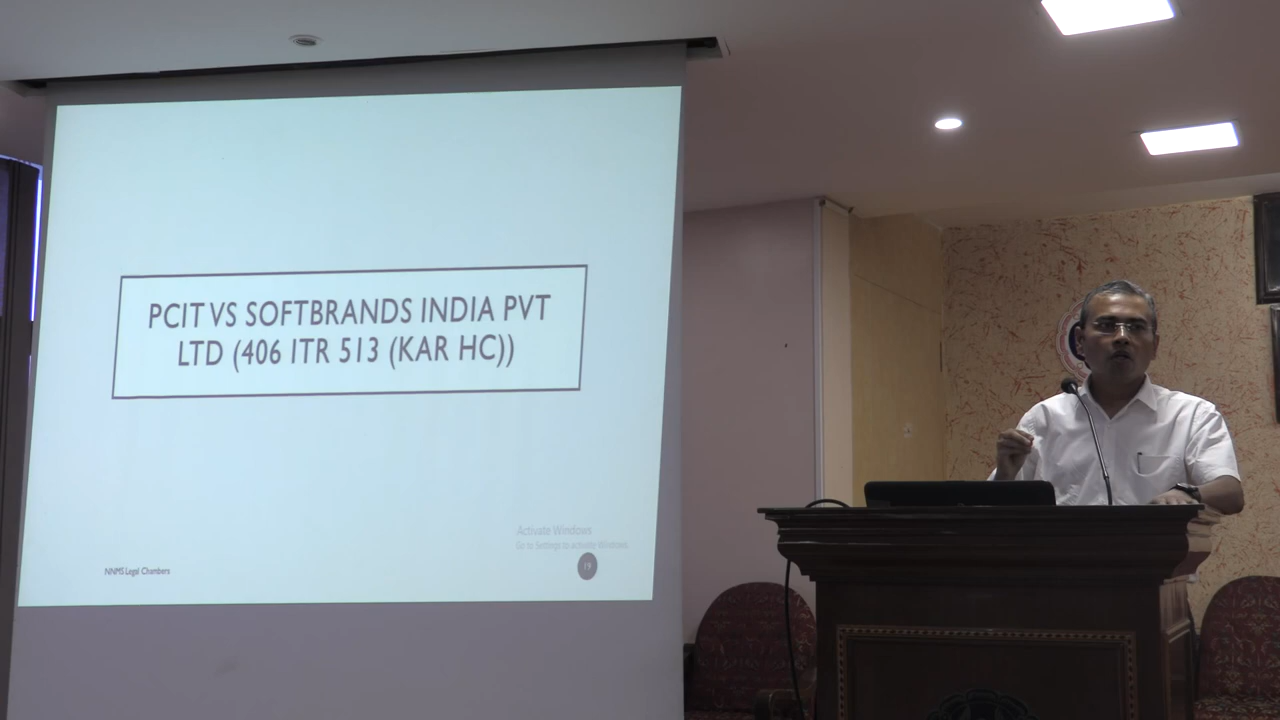 PCIT VS SOFTBRANDS INDIA PVT
LTD (406 ITR 513 (KAR HC))
Activate Windows
Go to Settings to activate Windows.
NNMS Legal Chambers
19